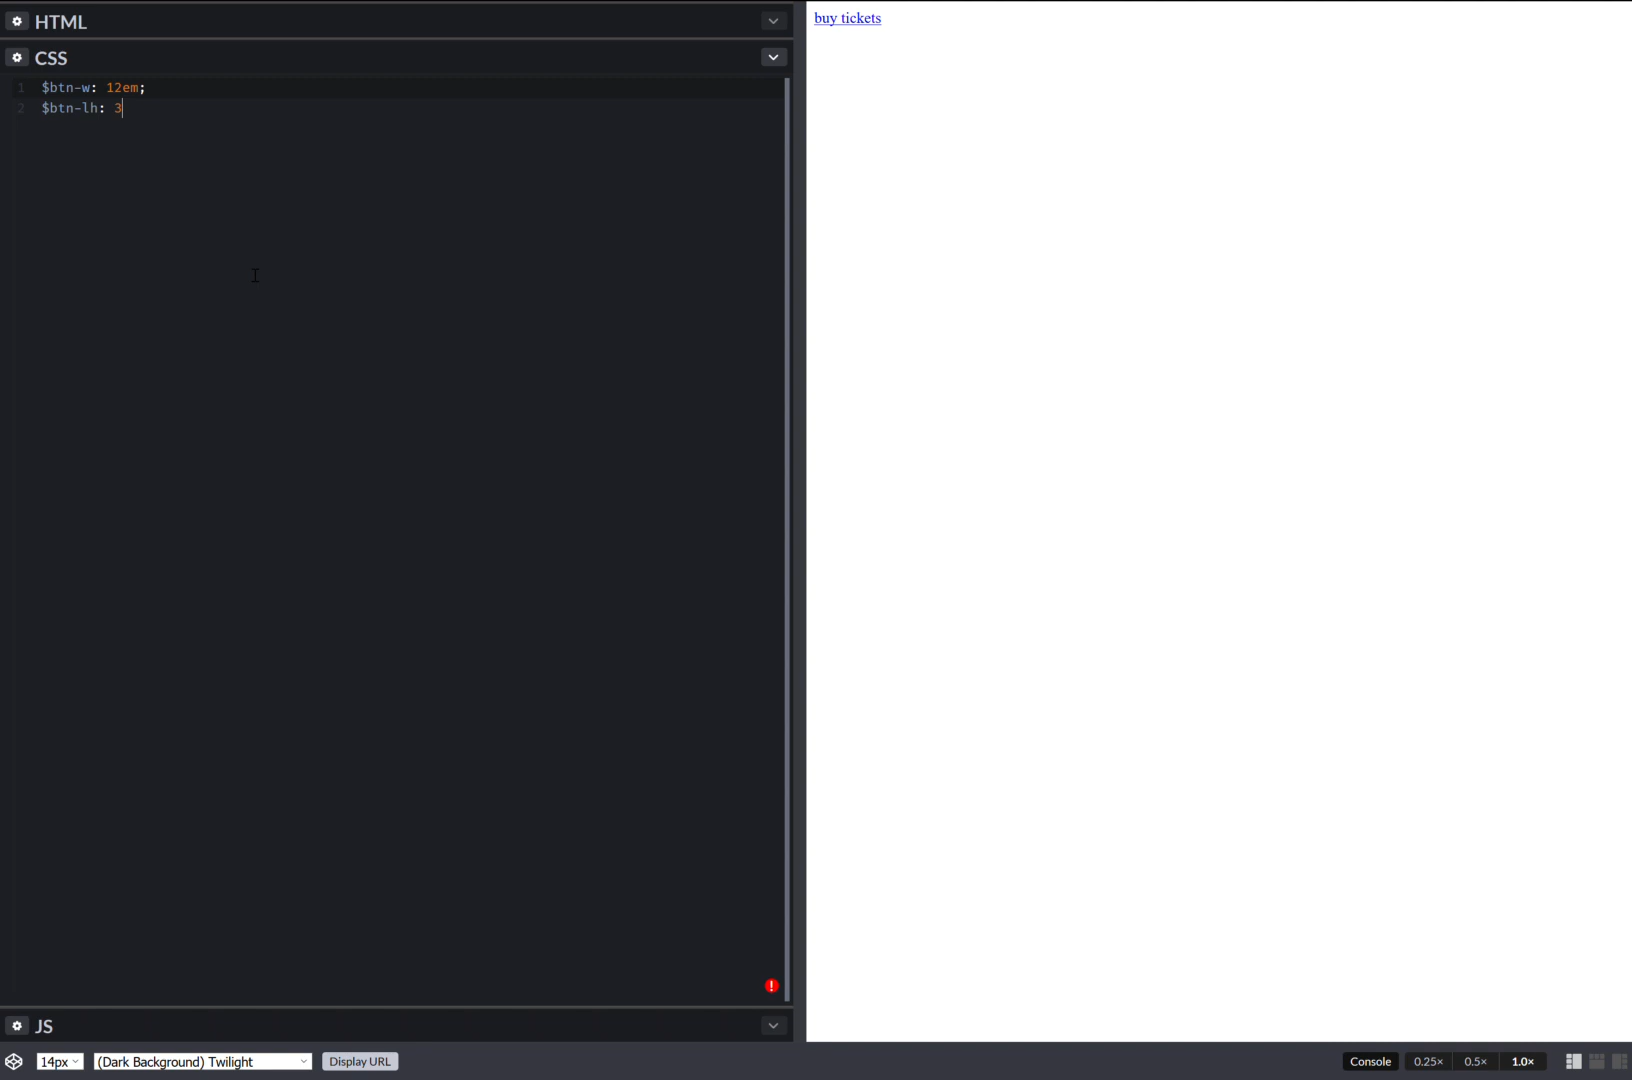 HTML
CSS
1 $btn-w: 12em;
2 $btn-lh: 3
!
JS
14px
(Dark Background) Twilight
Display URL
buy tickets
Console
0.25×
0.5×
1.0×